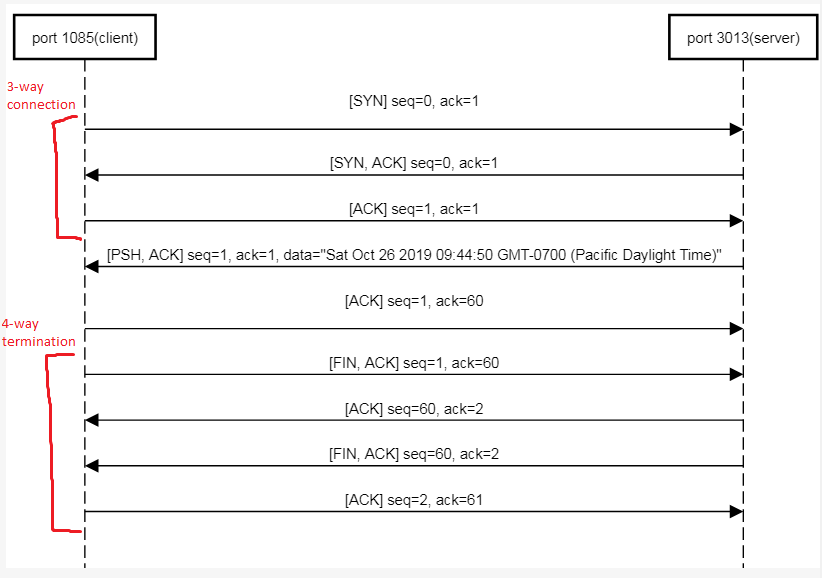 port 1085(client)
port 3013(server)
3-way
connection
[SYN] seq=0, ack=1
[SYN, ACK] seq=0, ack=1
[ACK] seq=1, ack=1
[PSH, ACK] seq=1, ack=1, data="Sat Oct 26 2019 09:44:50 GMT-0700 (Pacific Daylight Time)"
[ACK] seq=1, ack=60
4-way
termination
[FIN, ACK] seq=1, ack=60
[ACK] seq=60, ack=2
[FIN, ACK] seq=60, ack=2
[ACK] seq=2, ack=61